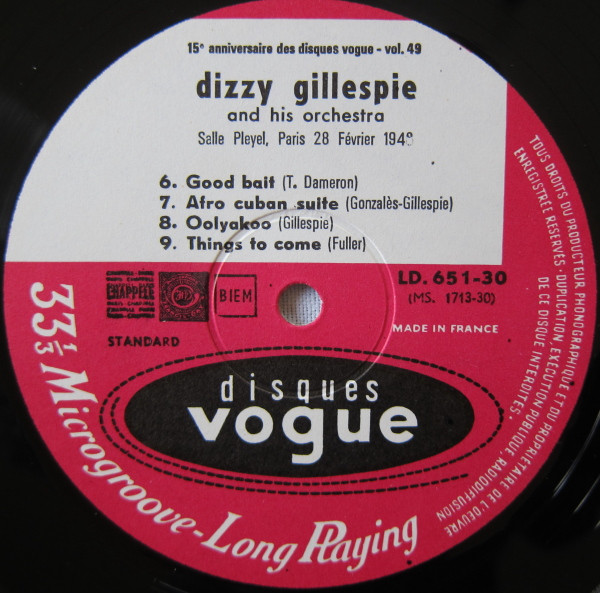 15e anniversaire des disques vogue - vol. 49
dizzy gillespie
and his orchestra
Salle Pleyel, Paris 28 Février 1948
6. Good bait (T. Dameron)
7. Afro cuban suite (Gonzalès-Gillespie)
8. Oolyakoo (Gillespie)
9. Things to come (Fuller)
CHAPPELL
BIEM
LD. 651-30
(MS. 1713-30)
STANDARD
MADE IN FRANCE
disques
vogue
33 1/3 Microgroove-Long Playing
TOUS DROITS DU PRODUCTEUR PHONOGRAPHIQUE ET DU PROPRIÉTAIRE DE L'ŒUVRE
ENREGISTRÉE RÉSERVÉS - DUPLICATION, EXÉCUTION PUBLIQUE, RADIODIFFUSION
DE CE DISQUE INTERDITES.